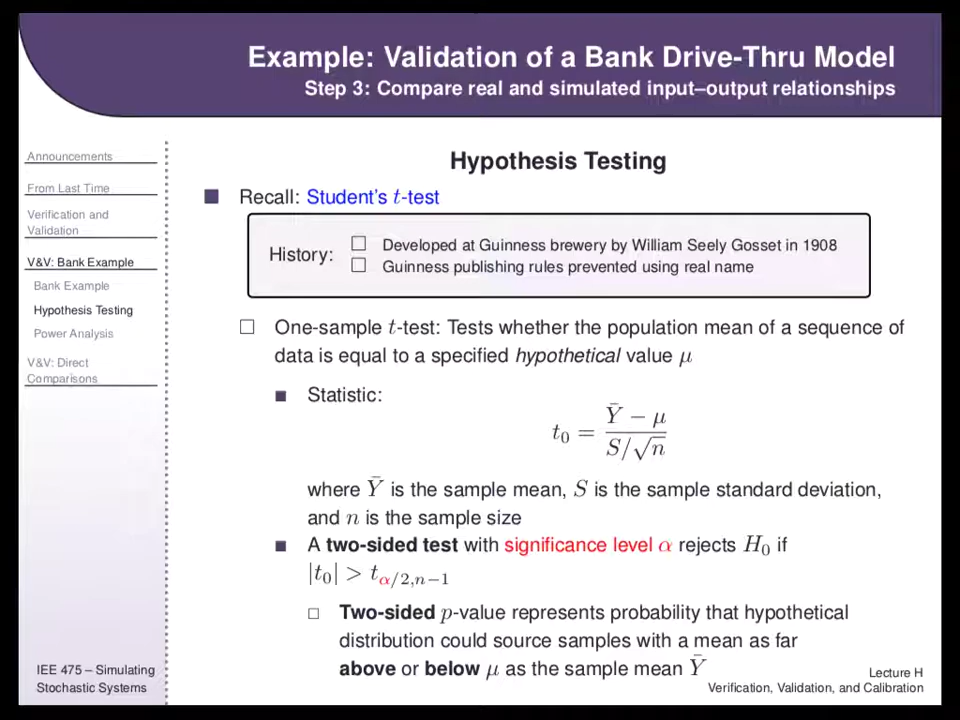 Example: Validation of a Bank Drive-Thru Model
Step 3: Compare real and simulated input–output relationships
Announcements
From Last Time
Verification and
Validation
V&V: Bank Example
Bank Example
Hypothesis Testing
Power Analysis
V&V: Direct
Comparisons
IEE 475 – Simulating
Stochastic Systems
Hypothesis Testing
Recall: Student's t-test
History:
Developed at Guinness brewery by William Seely Gosset in 1908
Guinness publishing rules prevented using real name
One-sample t-test: Tests whether the population mean of a sequence of
data is equal to a specified hypothetical value μ
Statistic:
t₀ = (Ȳ − μ) / (S/√n)
where Ȳ is the sample mean, S is the sample standard deviation,
and n is the sample size
A two-sided test with significance level α rejects H₀ if
|t₀| > t_{α/2,n−1}
Two-sided p-value represents probability that hypothetical
distribution could source samples with a mean as far
above or below μ as the sample mean Ȳ
Lecture H
Verification, Validation, and Calibration